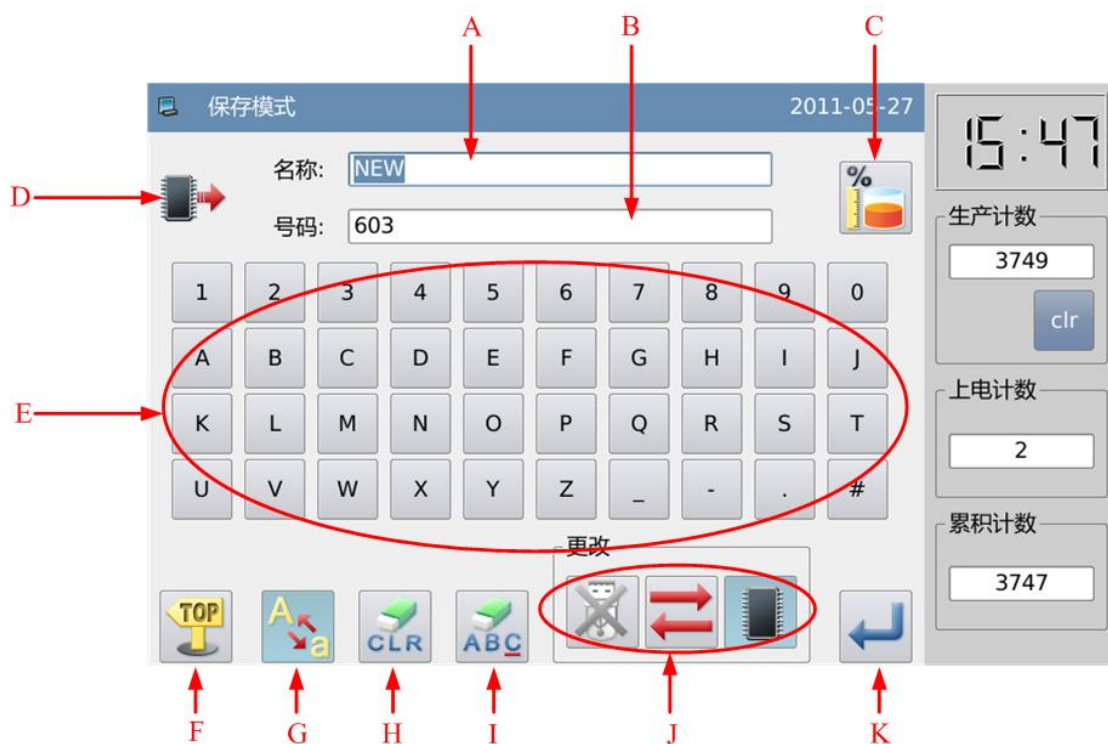 A B C
保存模式 2011-05-27
15:47
D
名称: NEW
%
号码: 603
生产计数
3749
clr
1 2 3 4 5 6 7 8 9 0
A B C D E F G H I J
上电计数
2
E
K L M N O P Q R S T
U V W X Y Z _ - . #
累积计数
3747
更改
TOP
A a
CLR
ABC
F G H I J K